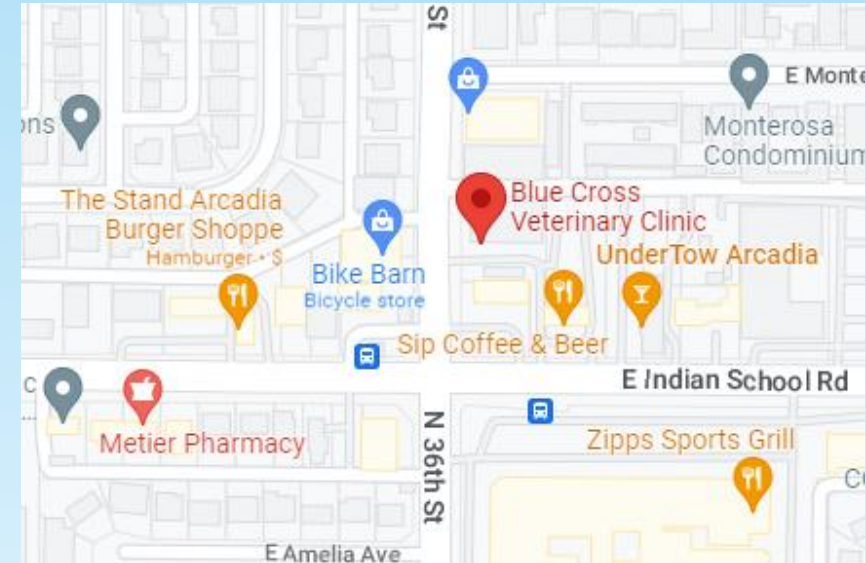 St
E Monte
ons
Monterosa
Condominium
The Stand Arcadia
Burger Shoppe
Hamburger • $
Blue Cross
Veterinary Clinic
UnderTow Arcadia
Bike Barn
Bicycle store
Sip Coffee & Beer
E Indian School Rd
C
...
Metier Pharmacy
N 36th St
Zipps Sports Grill
CC
E Amelia Ave